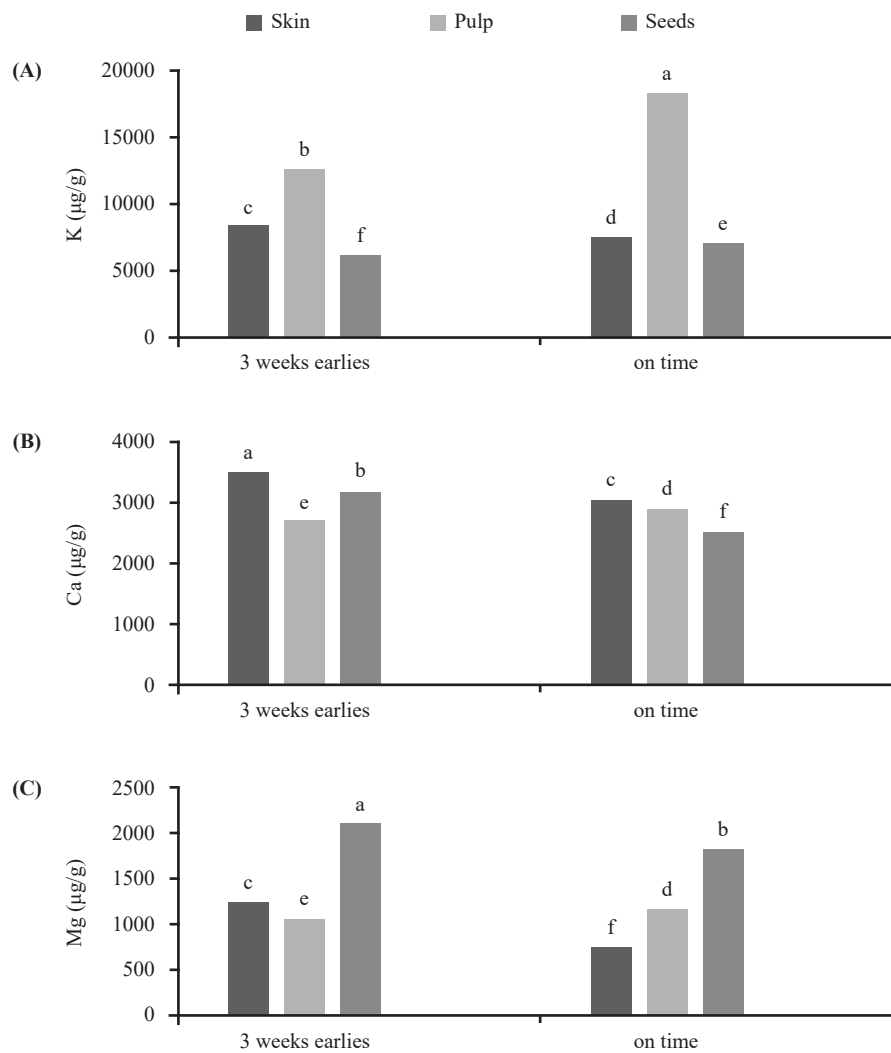 Skin Pulp Seeds
(A)
K (µg/g)
20000
15000
10000
5000
0
c b f d a e
3 weeks earlies on time
(B)
Ca (µg/g)
4000
3000
2000
1000
0
a e b c d f
3 weeks earlies on time
(C)
Mg (µg/g)
2500
2000
1500
1000
500
0
c e a f d b
3 weeks earlies on time